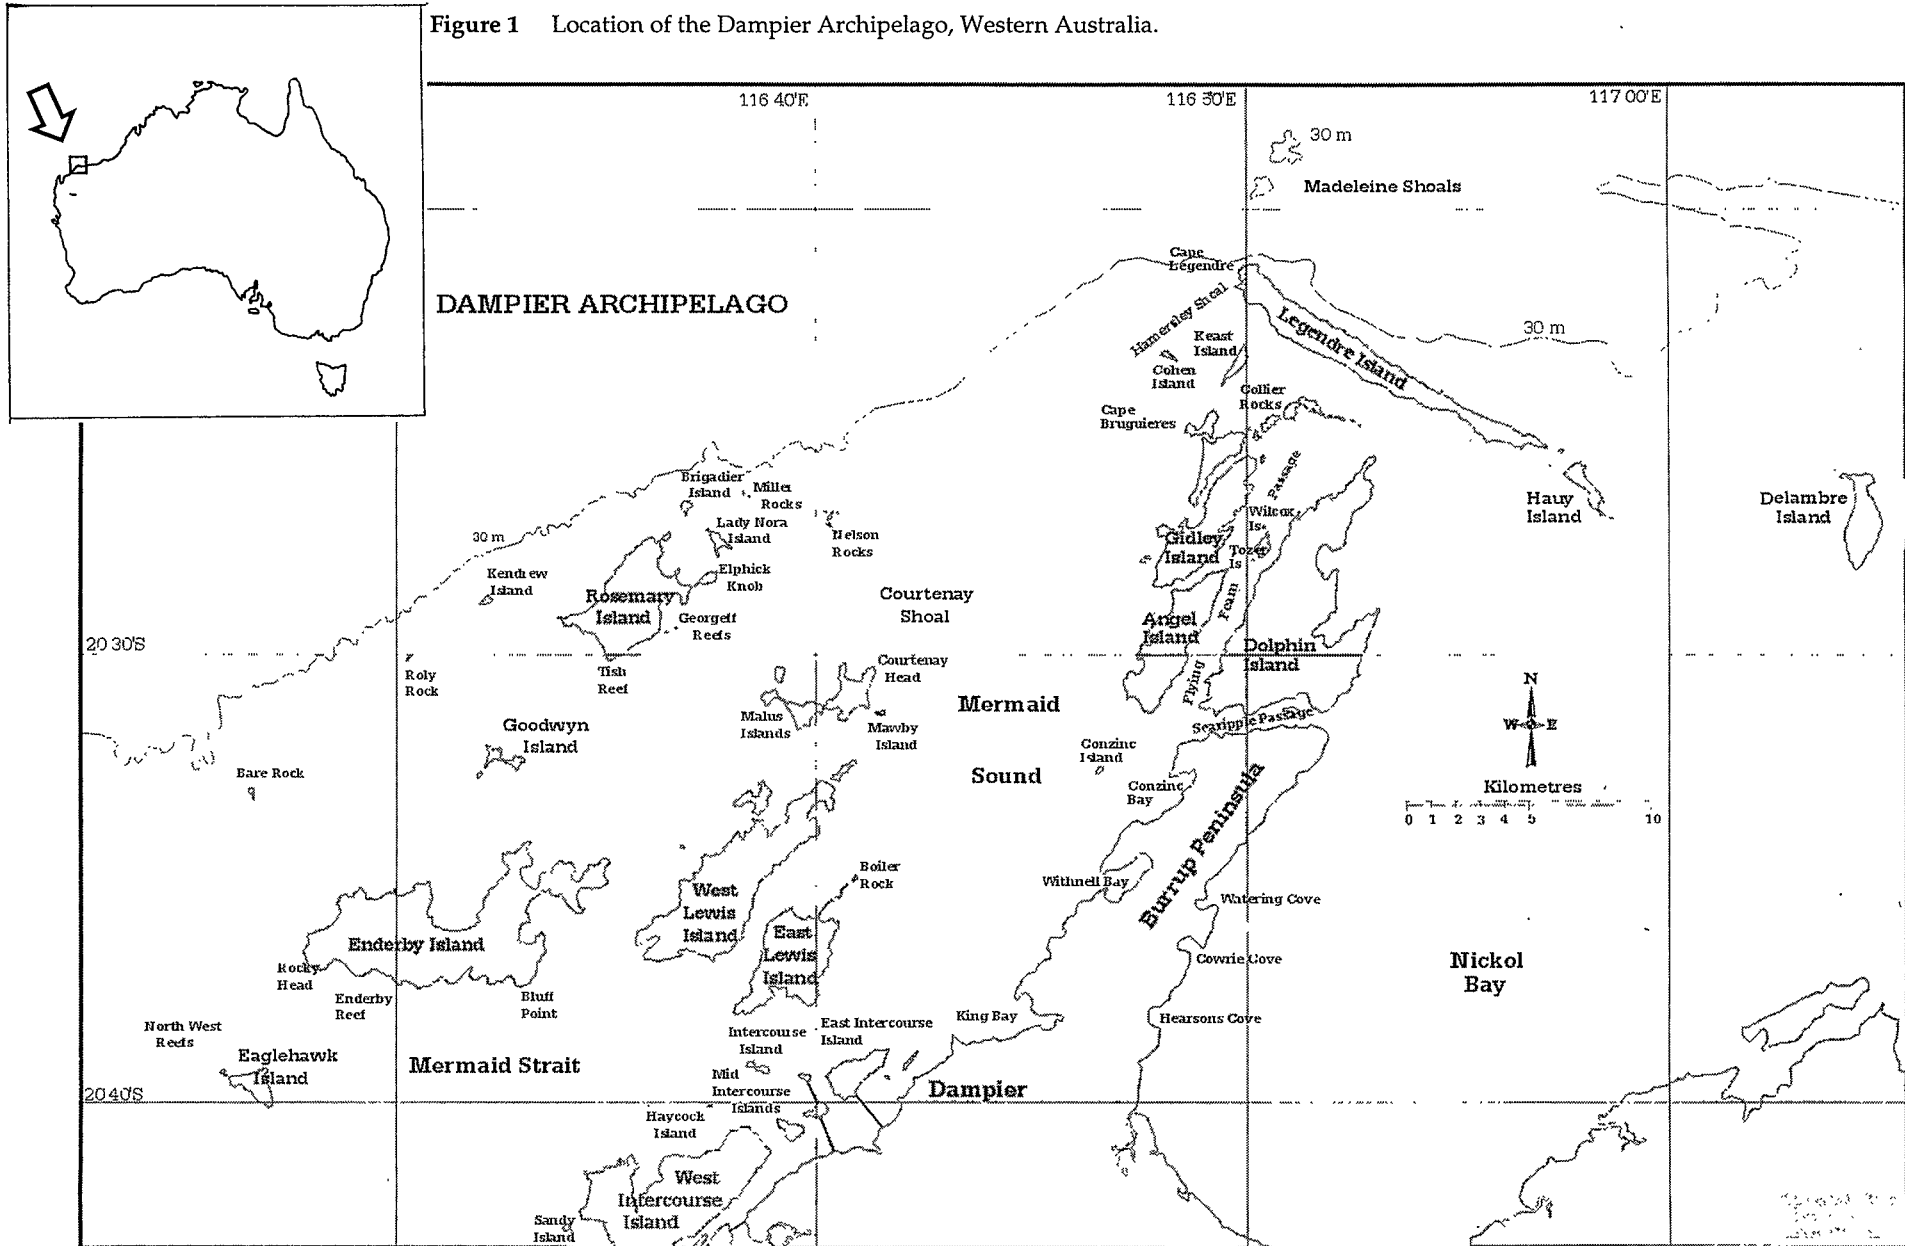 Figure 1 Location of the Dampier Archipelago, Western Australia.
116 40'E
116 50'E
117 00'E
30 m
Madeleine Shoals
Cape
Legendre
DAMPIER ARCHIPELAGO
Hamersley Shoal
Legendre Island
30 m
Keast
Island
Cohen
Island
Collier
Rocks
Cape
Bruguieres
Brigadier
Island
Miller
Rocks
Passage
Hauy
Island
Delambre
Island
Lady Nora
Island
Nelson
Rocks
Wilcox
Is
30 m
Gidley
Island
Tozer
Is
Kendrew
Island
Elphick
Knob
Rosemary
Island
Courtenay
Shoal
Foam
Georgeff
Reefs
Angel
Island
20 30'S
Dolphin
Island
Tish
Reef
Roly
Rock
Courtenay
Head
Flying
Mermaid
N
W E
Malus
Islands
Mawby
Island
Searipple Passage
Goodwyn
Island
Conzinc
Island
Sound
Bare Rock
Conzinc
Bay
Kilometres
0 1 2 3 4 5 10
Burrup Peninsula
Boiler
Rock
Withnell Bay
West
Lewis
Island
Watering Cove
Enderby Island
East
Lewis
Island
Cowrie Cove
Nickol
Bay
Rocky
Head
Enderby
Reef
Bluff
Point
North West
Reefs
Intercourse
Island
East Intercourse
Island
King Bay
Hearsons Cove
Eaglehawk
Island
Mermaid Strait
Mid
Intercourse
Islands
Dampier
20 40'S
Haycock
Island
West
Intercourse
Island
Sandy
Island